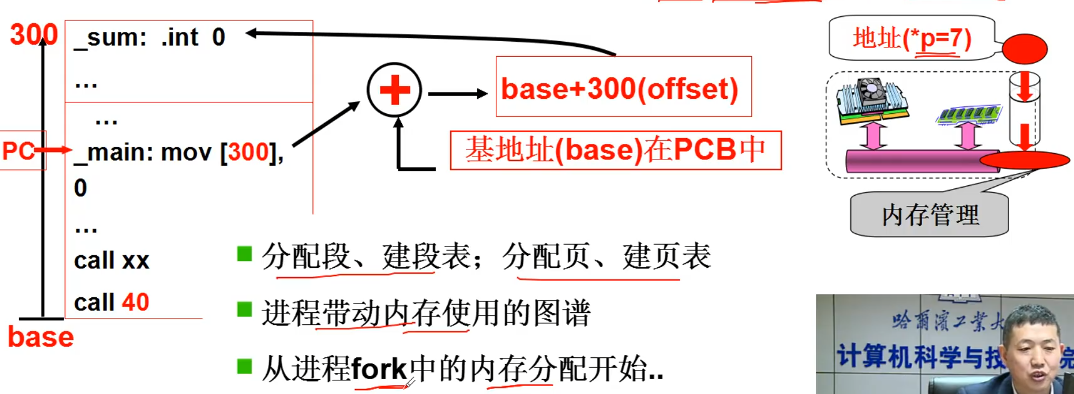 300
_sum: .int 0
…
…
PC
_main: mov [300],
0
…
call xx
call 40
base
+
base+300(offset)
基地址(base)在PCB中
地址(*p=7)
内存管理
分配段、建段表；分配页、建页表
进程带动内存使用的图谱
从进程fork中的内存分配开始..
哈尔滨工业大
计算机科学与技
院